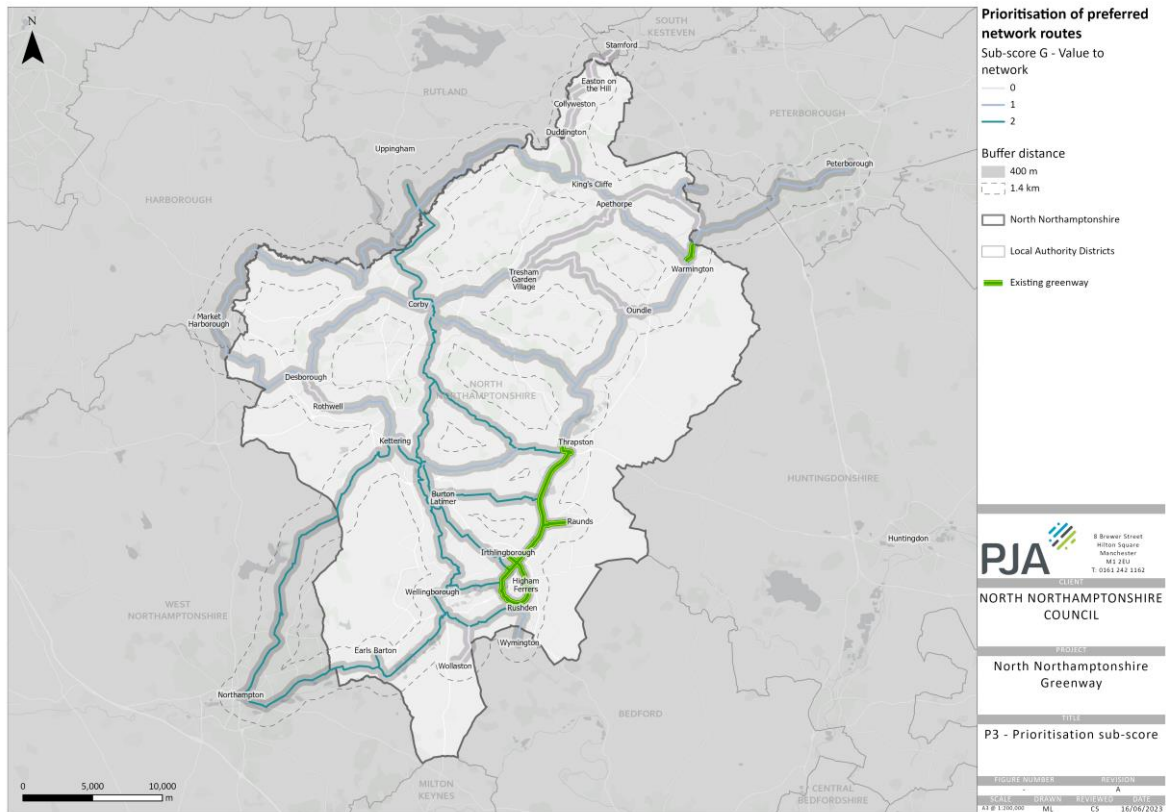 N
SOUTH
KESTEVEN
Stamford
Easton on
the Hill
RUTLAND
Collyweston
PETERBOROUGH
Duddington
Uppingham
Peterborough
King's Cliffe
HARBOROUGH
Apethorpe
Warmington
Tresham
Garden
Village
Corby
Oundle
Market
Harborough
Desborough
NORTH
NORTHAMPTONSHIRE
Rothwell
Kettering
Thrapston
HUNTINGDONSHIRE
Burton
Latimer
Raunds
Huntingdon
Irthlingborough
Higham
Ferrers
Wellingborough
Rushden
WEST
NORTHAMPTONSHIRE
Wymington
Earls Barton
Wollaston
Northampton
BEDFORD
MILTON
KEYNES
CENTRAL
BEDFORDSHIRE
0 5,000 10,000
m
Prioritisation of preferred
network routes
Sub-score G - Value to
network
0
1
2
Buffer distance
400 m
1.4 km
North Northamptonshire
Local Authority Districts
Existing greenway
PJA
8 Brewer Street
Hilton Square
Manchester
M1 2EU
T: 0161 242 1162
CLIENT
NORTH NORTHAMPTONSHIRE
COUNCIL
PROJECT
North Northamptonshire
Greenway
TITLE
P3 - Prioritisation sub-score
FIGURE NUMBER REVISION
- A
SCALE DRAWN REVIEWED DATE
A3 @ 1:200,000 ML CS 16/06/2023